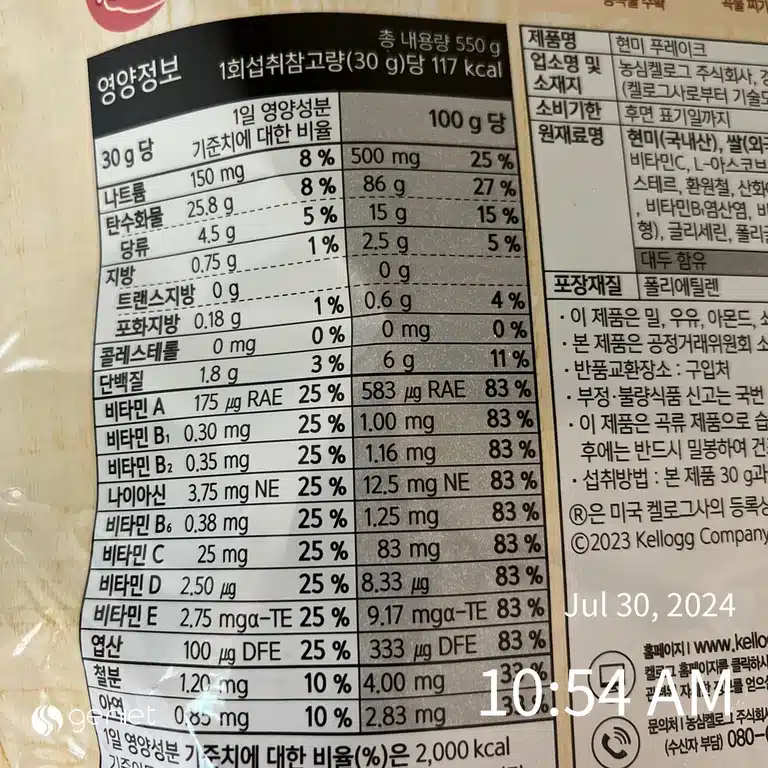 총 내용량 550 g
영양정보 1회섭취참고량(30 g)당 117 kcal
30 g 당 1일 영양성분 기준치에 대한 비율 100 g 당
나트륨 150 mg 8 % 500 mg 25 %
탄수화물 25.8 g 8 % 86 g 27 %
당류 4.5 g 5 % 15 g 15 %
지방 0.75 g 1 % 2.5 g 5 %
트랜스지방 0 g 0 g
포화지방 0.18 g 1 % 0.6 g 4 %
콜레스테롤 0 mg 0 % 0 mg 0 %
단백질 1.8 g 3 % 6 g 11 %
비타민 A 175 ㎍ RAE 25 % 583 ㎍ RAE 83 %
비타민 B₁ 0.30 mg 25 % 1.00 mg 83 %
비타민 B₂ 0.35 mg 25 % 1.16 mg 83 %
나이아신 3.75 mg NE 25 % 12.5 mg NE 83 %
비타민 B₆ 0.38 mg 25 % 1.25 mg 83 %
비타민 C 25 mg 25 % 83 mg 83 %
비타민 D 2.50 ㎍ 25 % 8.33 ㎍ 83 %
비타민 E 2.75 mgα-TE 25 % 9.17 mgα-TE 83 %
엽산 100 ㎍ DFE 25 % 333 ㎍ DFE 83 %
철분 1.20 mg 10 % 4.00 mg
아연 0.85 mg 10 % 2.83 mg
1일 영양성분 기준치에 대한 비율(%)은 2,000 kcal
제품명 현미 푸레이크
업소명 및 소재지 농심켈로그 주식회사,
(켈로그사로부터
소비기한 후면 표기일까지
원재료명 현미(국내산), 쌀
비타민C,
환원철,
비타민B₁염산염,
글리세린,
대두 함유
포장재질 폴리에틸렌
· 이 제품은 밀, 우유, 아몬드,
· 본 제품은 공정거래위원회
· 반품교환장소 : 구입처
· 부정·불량식품 신고는 국번
· 이 제품은 곡류 제품으로
후에는 반드시 밀봉하여
· 섭취방법 : 본 제품 30 g과
®은 미국 켈로그사의
©2023 Kellogg Company
Jul 30, 2024
10:54 AM
홈페이지 | www.kello
켈로그 홈페이지를
문의처 | 농심켈로그 주식회사
(수신자 부담) 080-